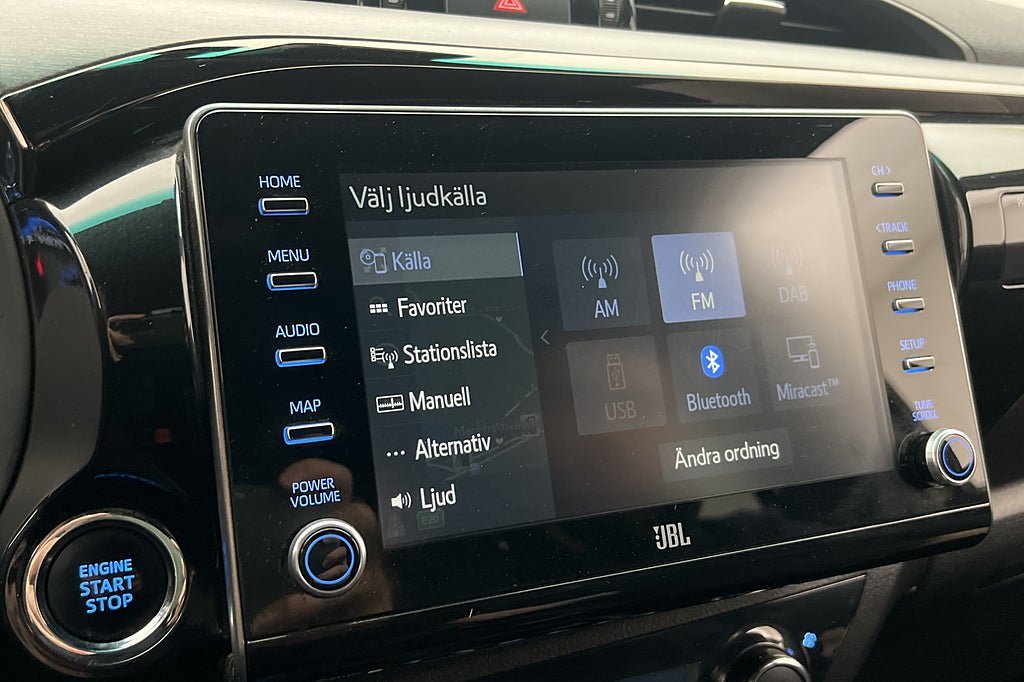 HOME
MENU
AUDIO
MAP
POWER
VOLUME
ENGINE
START
STOP
Välj ljudkälla
Källa
Favoriter
Stationslista
Manuell
... Alternativ
Ljud
E20
AM
FM
DAB
USB
Bluetooth
Miracast™
Ändra ordning
JBL
CH >
< TRACK
PHONE
SETUP
TUNE
SCROLL